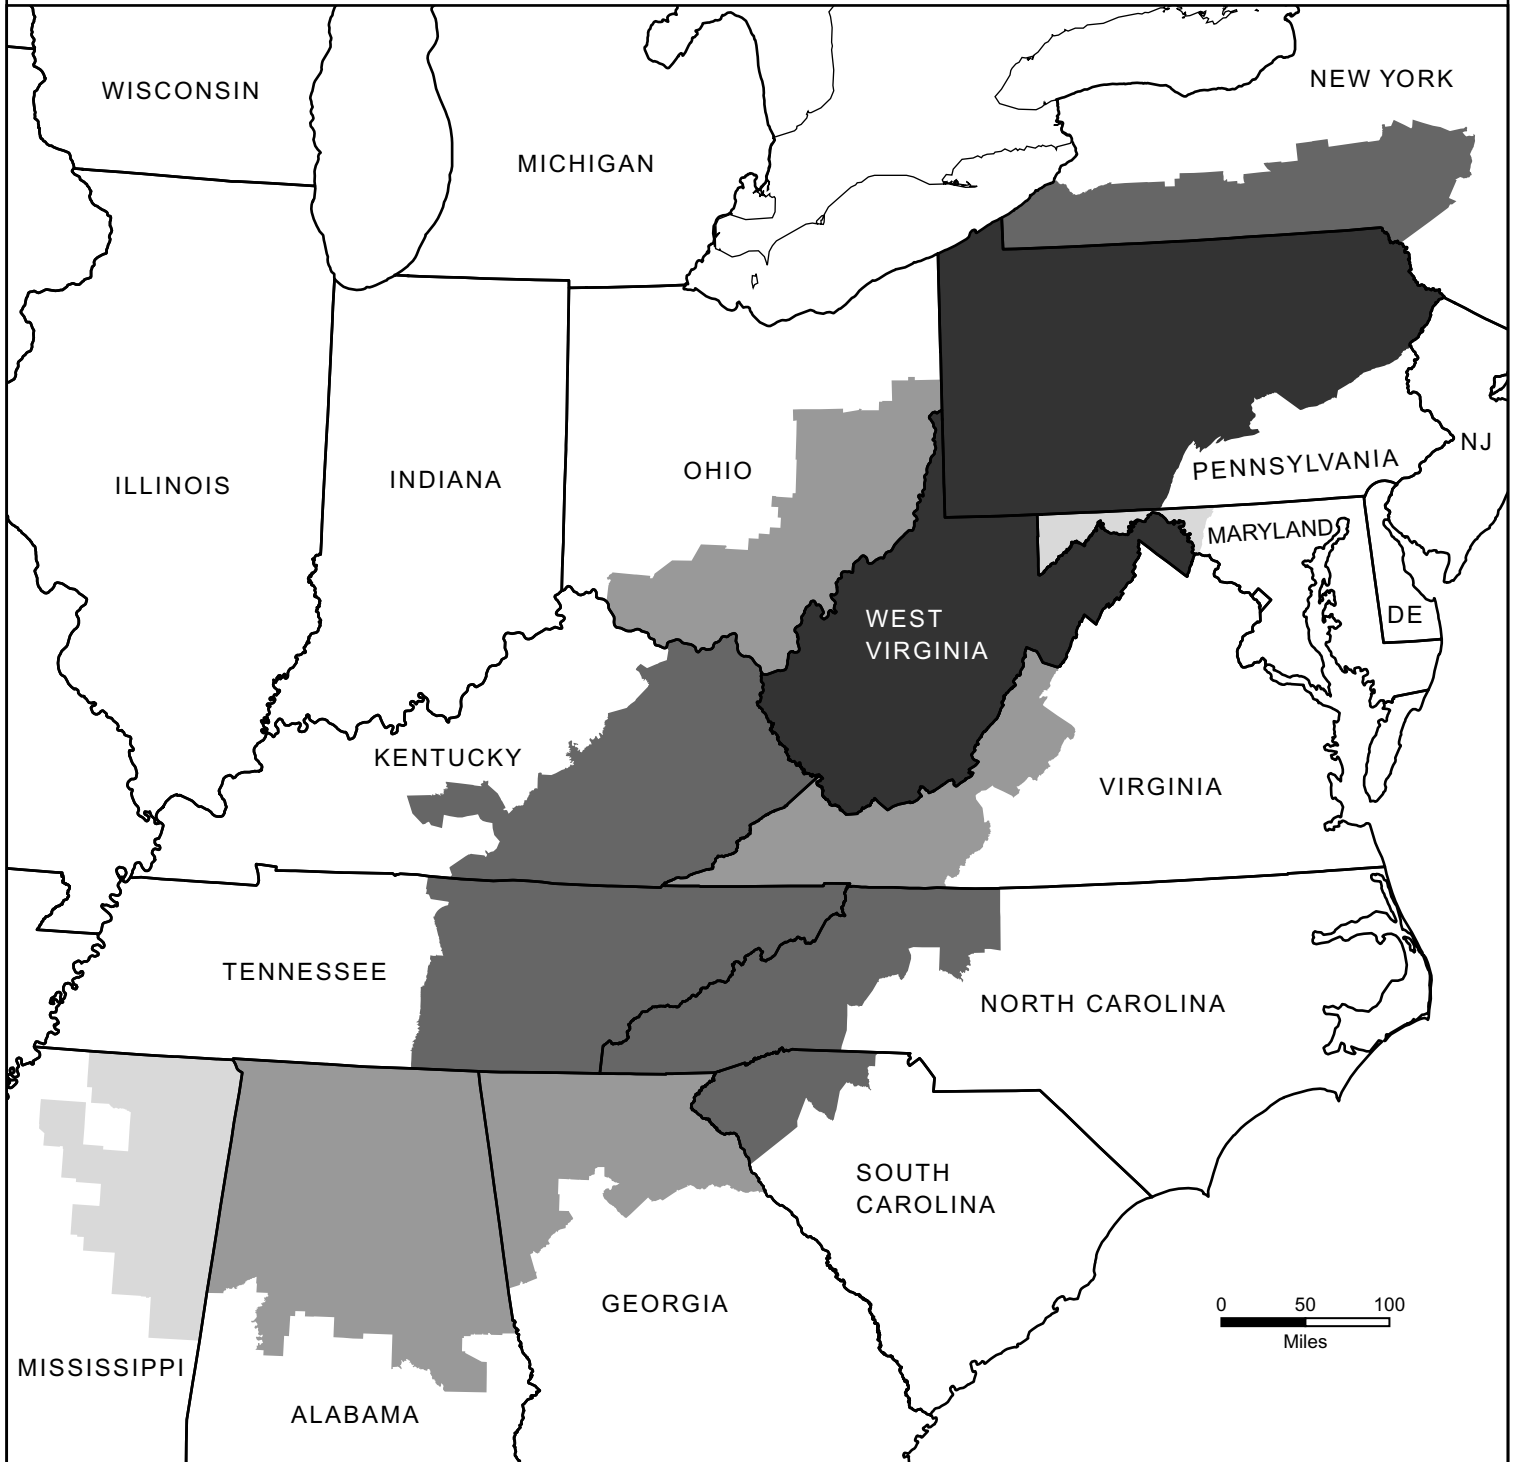 NEW YORK
WISCONSIN
MICHIGAN
NJ
PENNSYLVANIA
OHIO
INDIANA
ILLINOIS
MARYLAND
DE
WEST
VIRGINIA
KENTUCKY
VIRGINIA
TENNESSEE
NORTH CAROLINA
SOUTH
CAROLINA
GEORGIA
0 50 100
Miles
MISSISSIPPI
ALABAMA